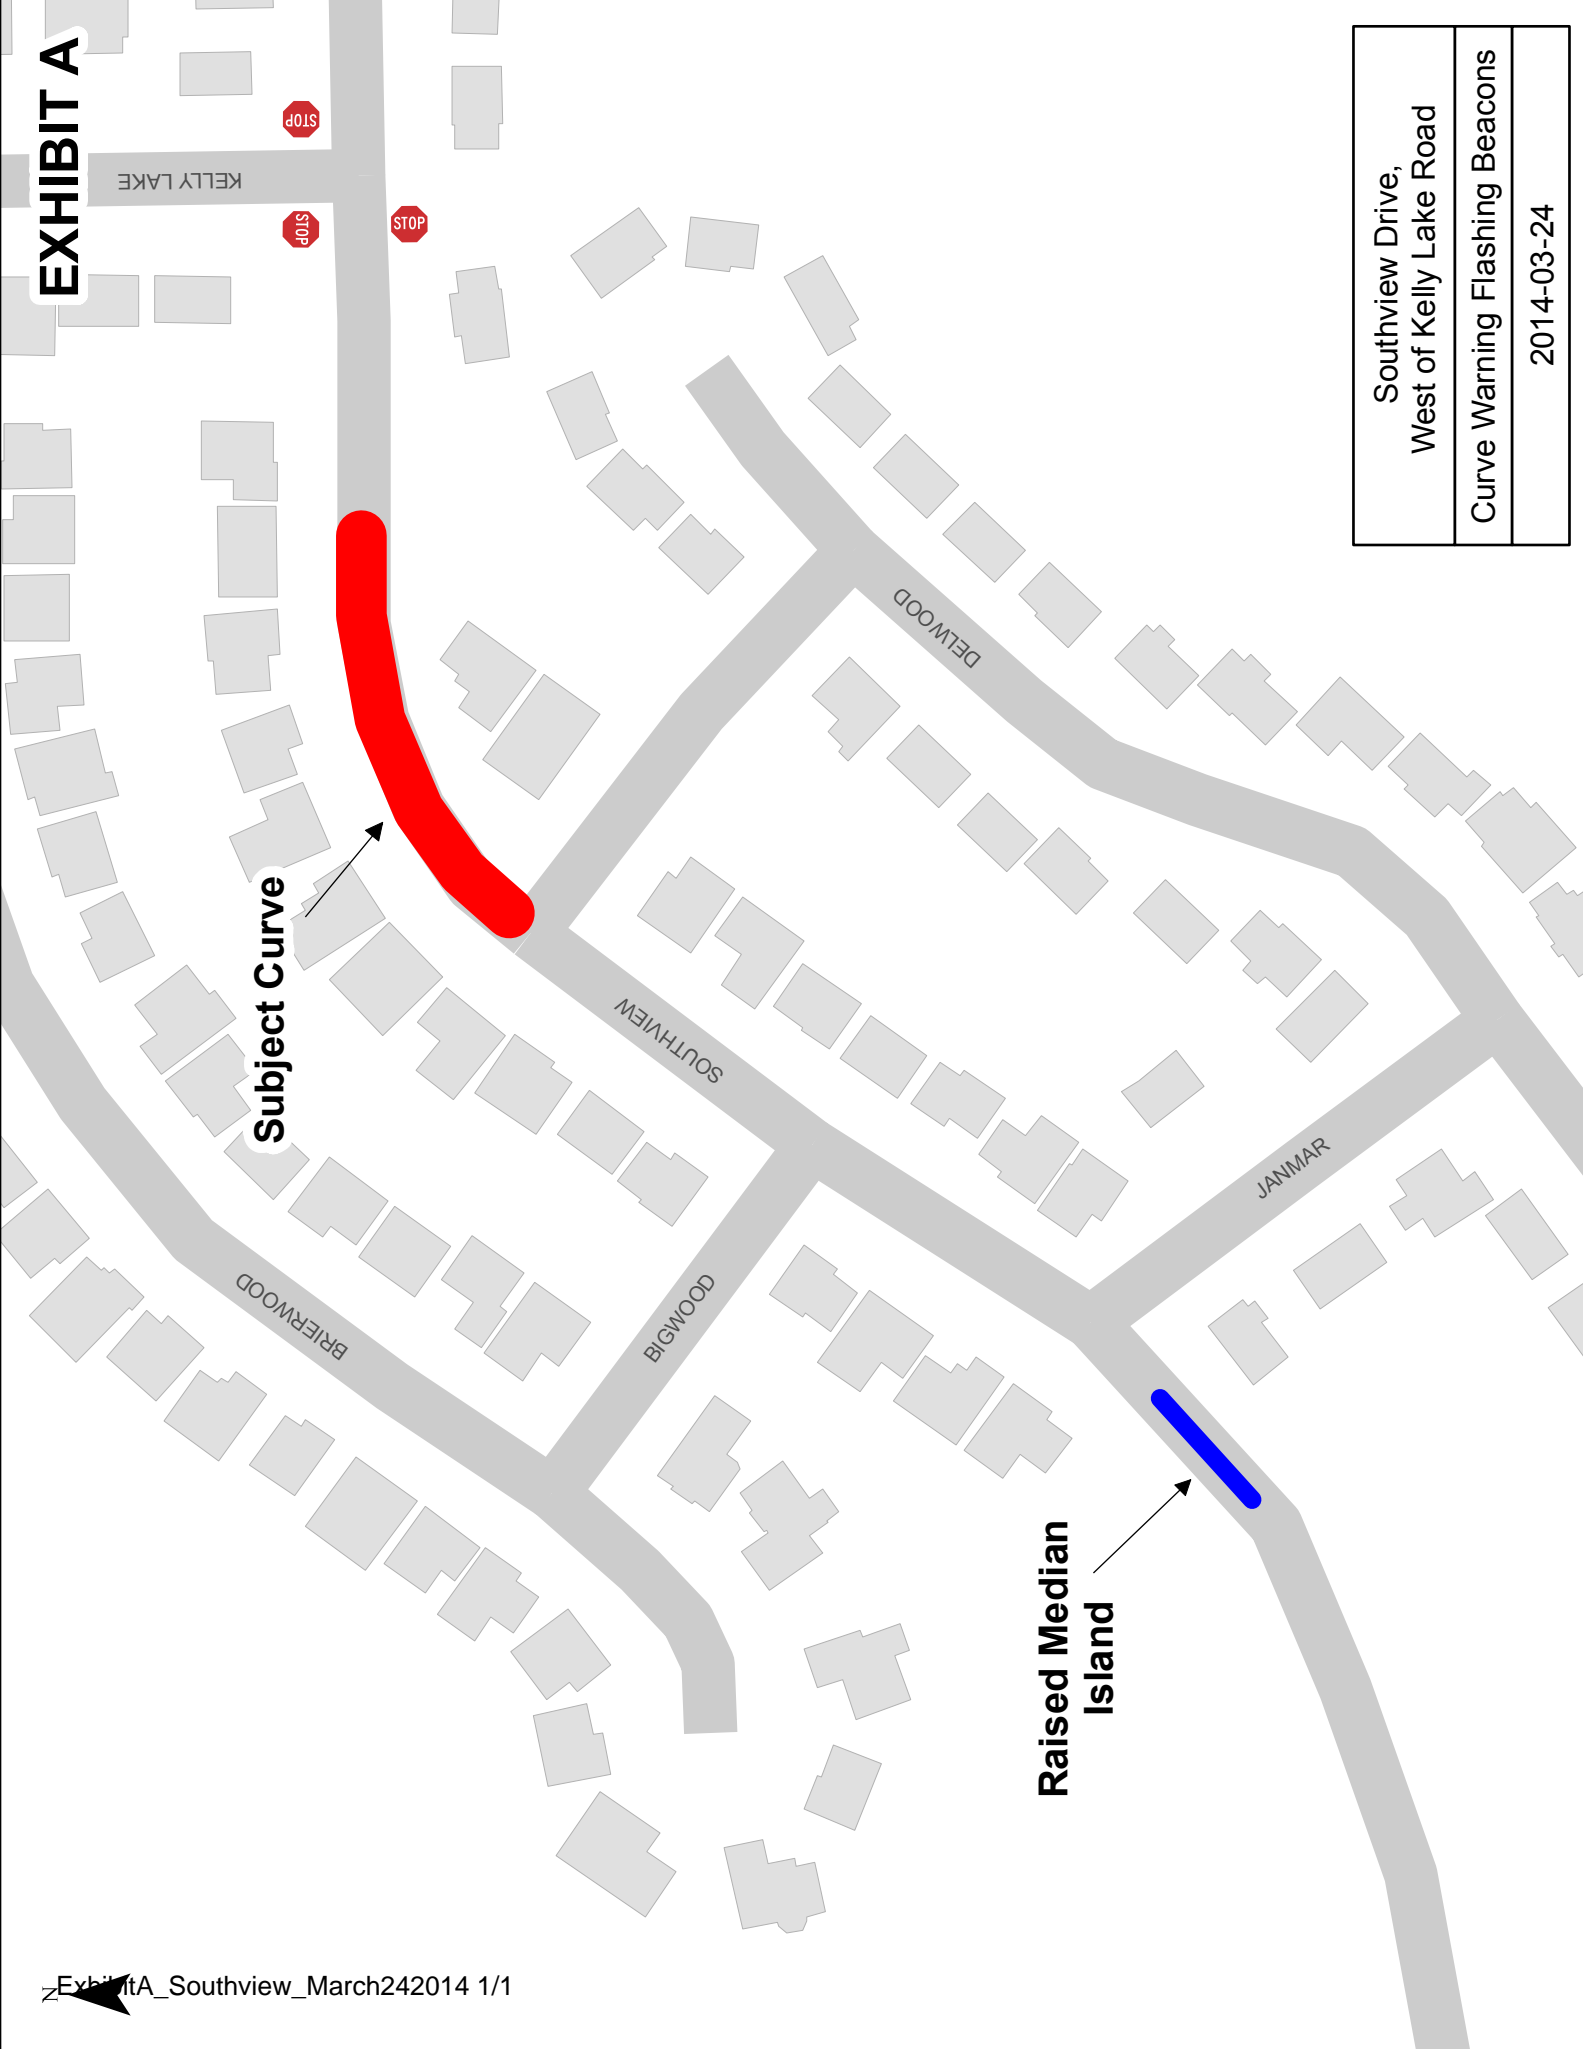 EXHIBIT A
KELLY LAKE
STOP
STOP
STOP
Southview Drive,
West of Kelly Lake Road
Curve Warning Flashing Beacons
2014-03-24
DELWOOD
Subject Curve
SOUTHVIEW
JANMAR
BRIERWOOD
BIGWOOD
Raised Median
Island
N
ExhibitA_Southview_March242014 1/1